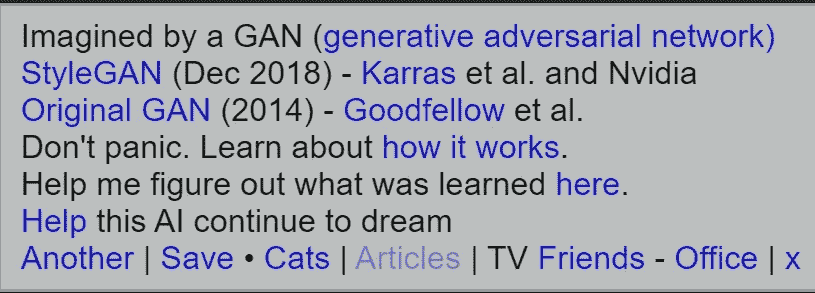 Imagined by a GAN (generative adversarial network)
StyleGAN (Dec 2018) - Karras et al. and Nvidia
Original GAN (2014) - Goodfellow et al.
Don't panic. Learn about how it works.
Help me figure out what was learned here.
Help this AI continue to dream
Another | Save • Cats | Articles | TV Friends - Office | x